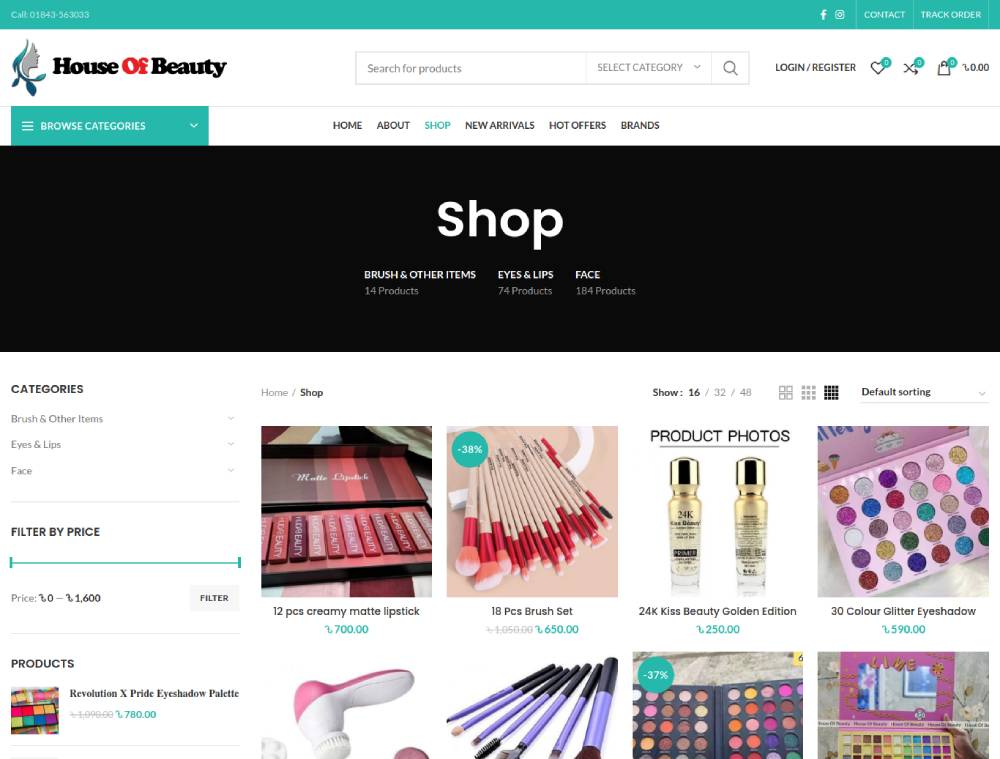 Call: 01843-563033
CONTACT
TRACK ORDER
House Of Beauty
Search for products
SELECT CATEGORY
LOGIN / REGISTER
0
0
0
৳ 0.00
BROWSE CATEGORIES
HOME
ABOUT
SHOP
NEW ARRIVALS
HOT OFFERS
BRANDS
Shop
BRUSH & OTHER ITEMS
14 Products
EYES & LIPS
74 Products
FACE
184 Products
CATEGORIES
Brush & Other Items
Eyes & Lips
Face
FILTER BY PRICE
Price: ৳ 0 — ৳ 1,600
FILTER
PRODUCTS
Revolution X Pride Eyeshadow Palette
৳ 1,090.00 ৳ 780.00
Home / Shop
Show : 16 / 32 / 48
Default sorting
Matte Lipstick
12 pcs creamy matte lipstick
৳ 700.00
-38%
18 Pcs Brush Set
৳ 1,050.00 ৳ 650.00
PRODUCT PHOTOS
24K
Kiss Beauty
PRIMER
24K Kiss Beauty Golden Edition
৳ 250.00
30 Colour Glitter Eyeshadow
৳ 590.00
-37%
6
House Of Beauty